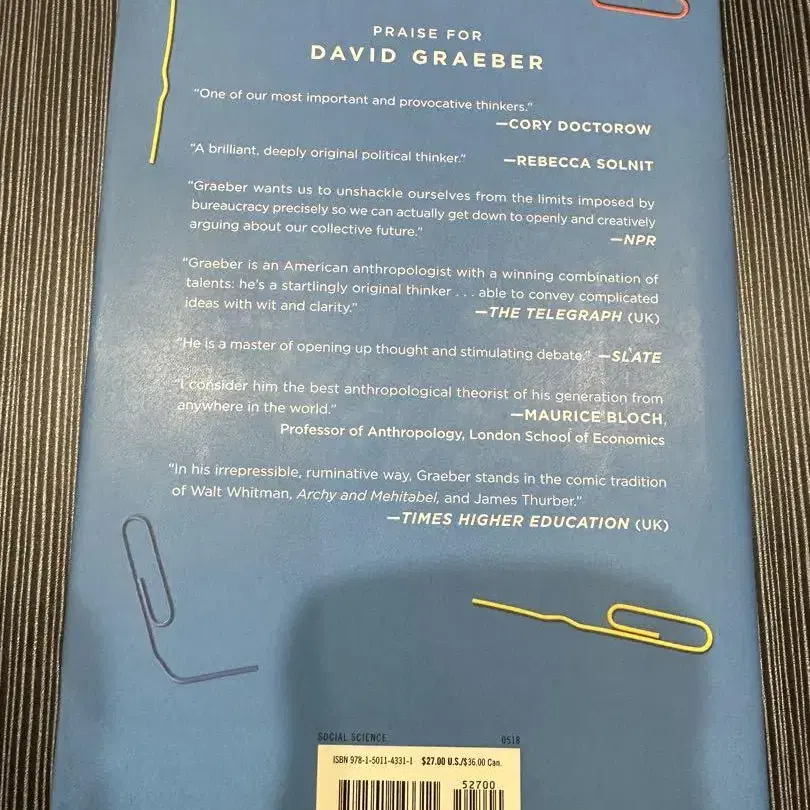 PRAISE FOR
DAVID GRAEBER
"One of our most important and provocative thinkers."
—CORY DOCTOROW
"A brilliant, deeply original political thinker." —REBECCA SOLNIT
"Graeber wants us to unshackle ourselves from the limits imposed by
bureaucracy precisely so we can actually get down to openly and creatively
arguing about our collective future." —NPR
"Graeber is an American anthropologist with a winning combination of
talents: he's a startlingly original thinker . . . able to convey complicated
ideas with wit and clarity." —THE TELEGRAPH (UK)
"He is a master of opening up thought and stimulating debate." —SLATE
"I consider him the best anthropological theorist of his generation from
anywhere in the world." —MAURICE BLOCH,
Professor of Anthropology, London School of Economics
"In his irrepressible, ruminative way, Graeber stands in the comic tradition
of Walt Whitman, Archy and Mehitabel, and James Thurber."
—TIMES HIGHER EDUCATION (UK)
SOCIAL SCIENCE 0518
ISBN 978-1-5011-4331-1 $27.00 U.S./$36.00 Can.
52700